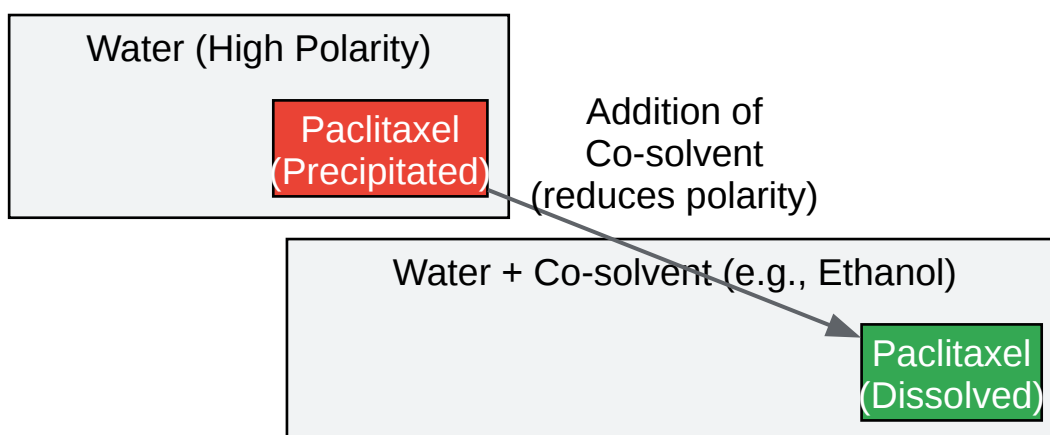 Water (High Polarity)
Paclitaxel
(Precipitated)
Addition of
Co-solvent
(reduces polarity)
Water + Co-solvent (e.g., Ethanol)
Paclitaxel
(Dissolved)